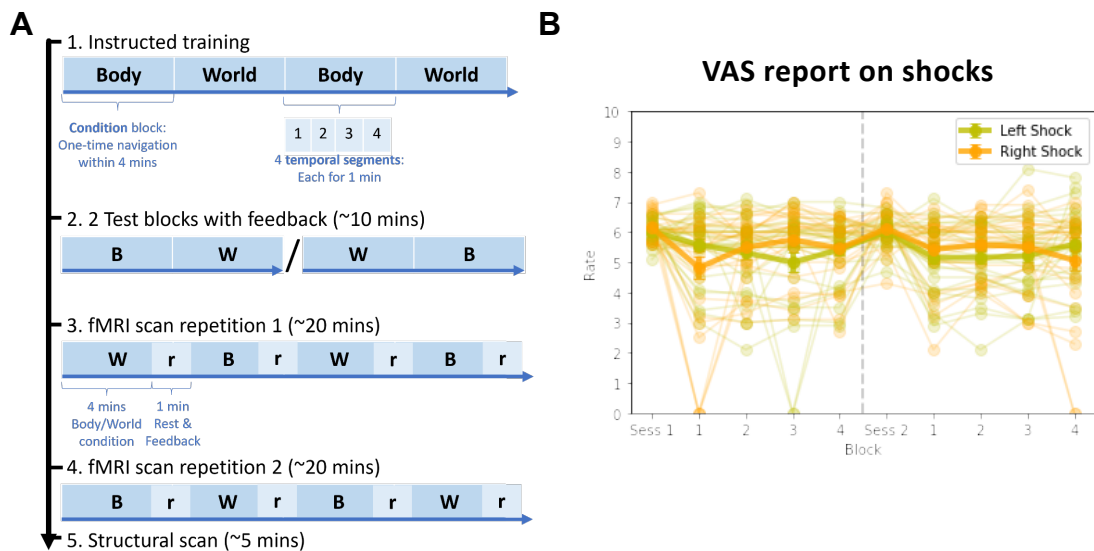 A
1. Instructed training
Body World Body World
Condition block:
One-time navigation
within 4 mins
1 2 3 4
4 temporal segments:
Each for 1 min
2. 2 Test blocks with feedback (~10 mins)
B W / W B
3. fMRI scan repetition 1 (~20 mins)
W r B r W r B r
4 mins
Body/World
condition
1 min
Rest &
Feedback
4. fMRI scan repetition 2 (~20 mins)
B r W r B r W r
5. Structural scan (~5 mins)
B
VAS report on shocks
Left Shock
Right Shock
10
9
8
7
6
5
4
3
2
1
0
Rate
Sess 1 1 2 3 4 Sess 2 1 2 3 4
Block